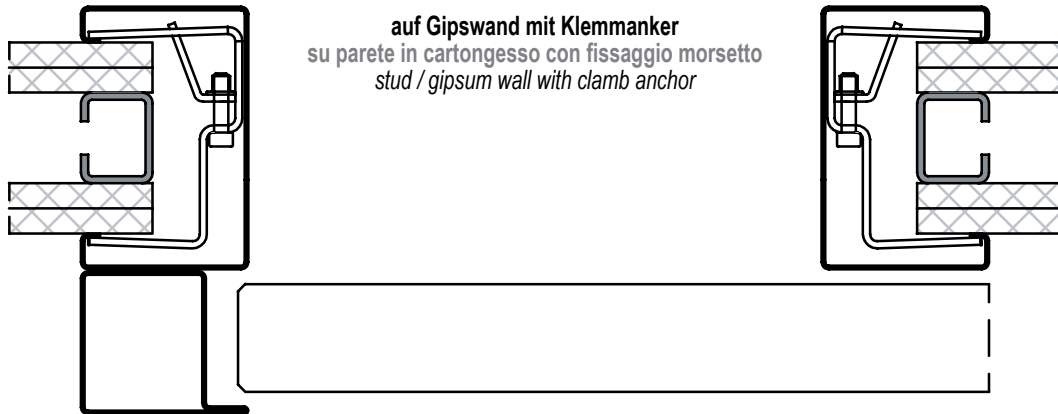 auf Gipswand mit Klemmanker
su parete in cartongesso con fissaggio morsetto
stud / gipsum wall with clamb anchor